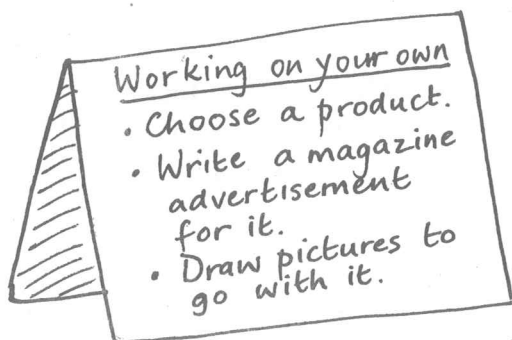 Working on your own
• Choose a product.
• Write a magazine
advertisement
for it.
• Draw pictures to
go with it.